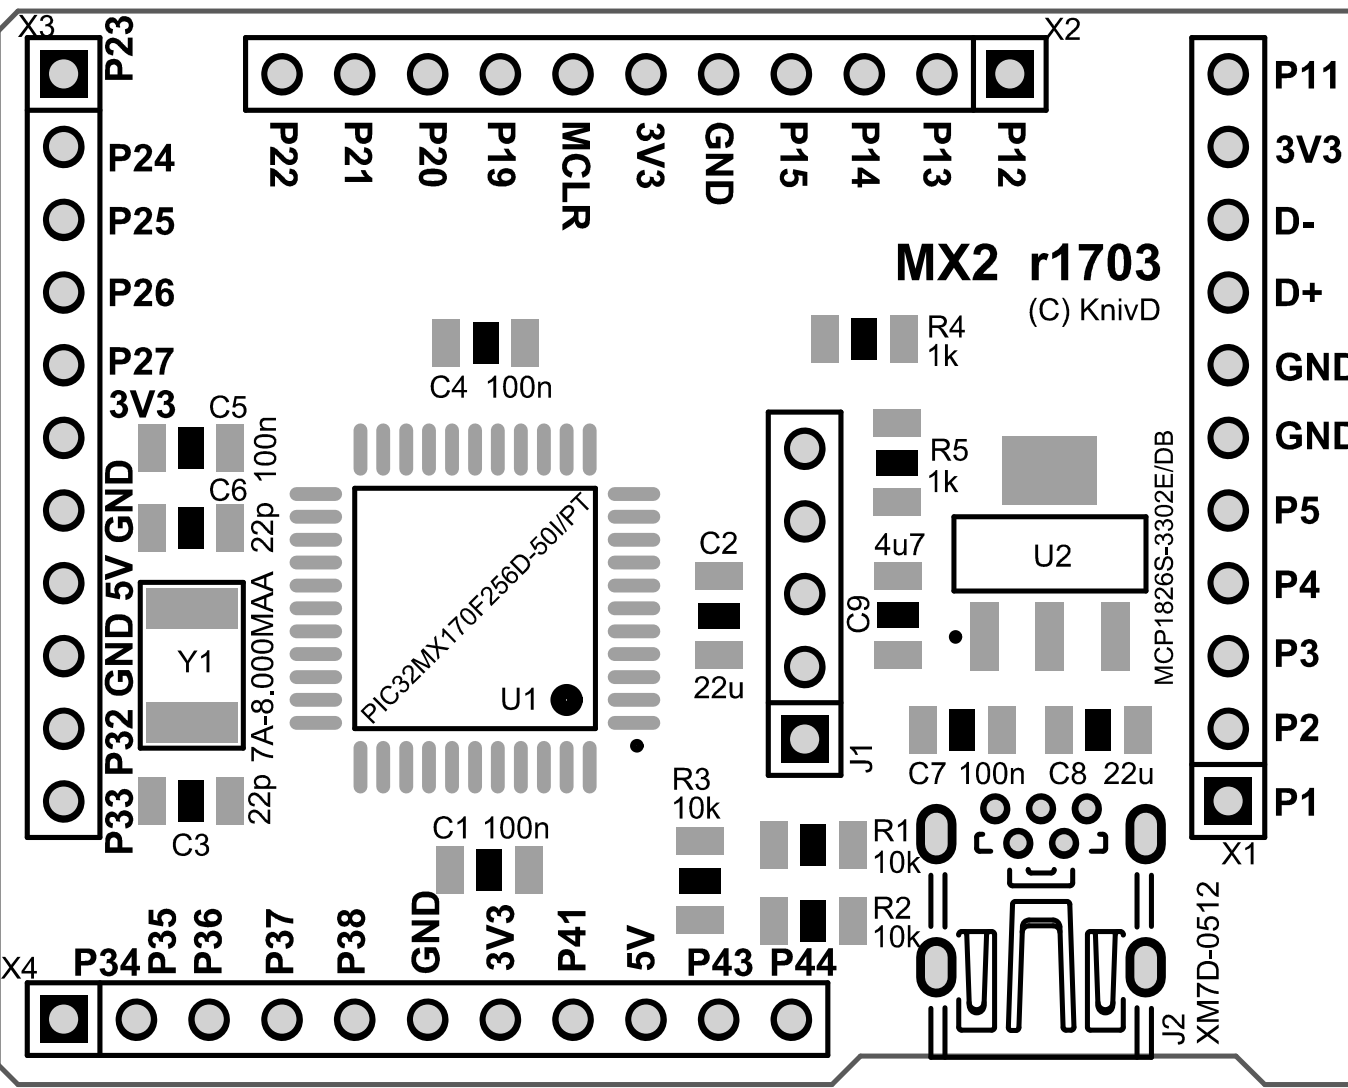 X3
P23
X2
P22
P21
P20
P19
MCLR
3V3
GND
P15
P14
P13
P12
P11
3V3
D-
D+
GND
GND
P5
P4
P3
P2
P1
X1
P24
P25
P26
P27
3V3
GND
5V
GND
P32
P33
MX2 r1703
(C) KnivD
C4 100n
R4
1k
C5
100n
C6
22p
R5
1k
PIC32MX170F256D-50I/PT
U1
C2
22u
4u7
C9
U2
MCP1826S-3302E/DB
Y1
7A-8.000MAA
22p
C3
J1
C7 100n
C8 22u
R3
10k
C1 100n
R1
10k
R2
10k
X4
P34
P35
P36
P37
P38
GND
3V3
P41
5V
P43
P44
J2
XM7D-0512